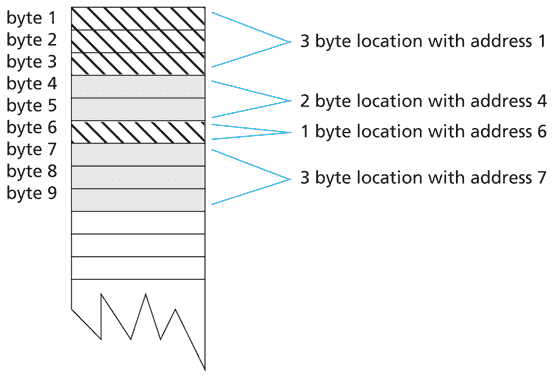 byte 1
byte 2
byte 3
byte 4
byte 5
byte 6
byte 7
byte 8
byte 9
3 byte location with address 1
2 byte location with address 4
1 byte location with address 6
3 byte location with address 7